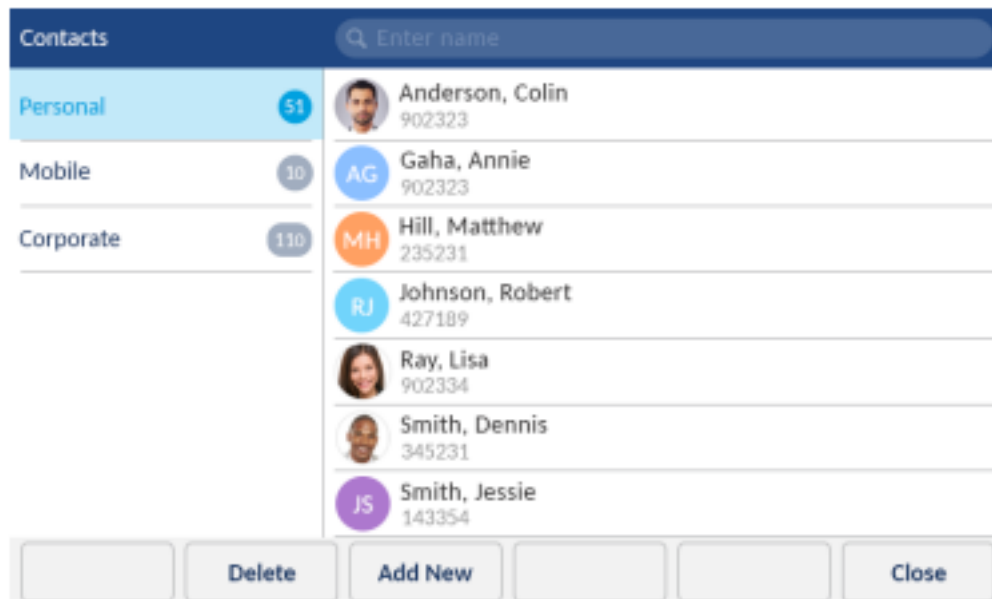 Contacts
Enter name
Personal 51
Mobile 10
Corporate 110
Anderson, Colin
902323
AG
Gaha, Annie
902323
MH
Hill, Matthew
235231
RJ
Johnson, Robert
427189
Ray, Lisa
902334
Smith, Dennis
345231
JS
Smith, Jessie
143354
Delete
Add New
Close